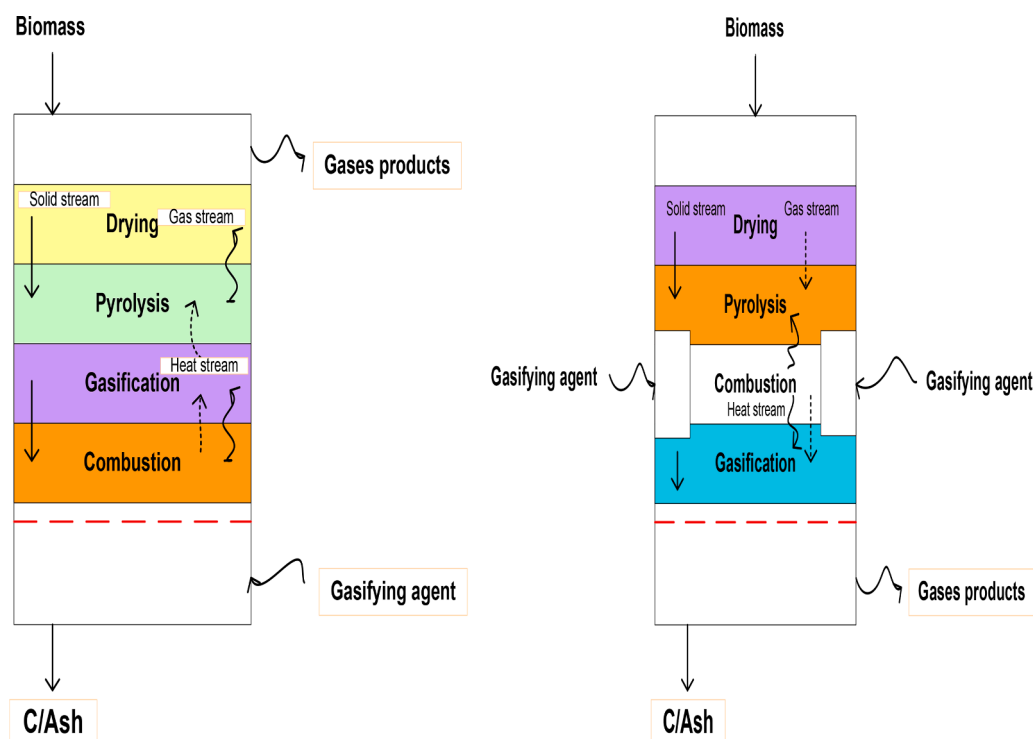 Biomass
Gases products
Solid stream
Drying
Gas stream
Pyrolysis
Heat stream
Gasification
Combustion
Gasifying agent
C/Ash
Biomass
Solid stream
Gas stream
Drying
Pyrolysis
Gasifying agent
Combustion
Gasifying agent
Heat stream
Gasification
Gases products
C/Ash